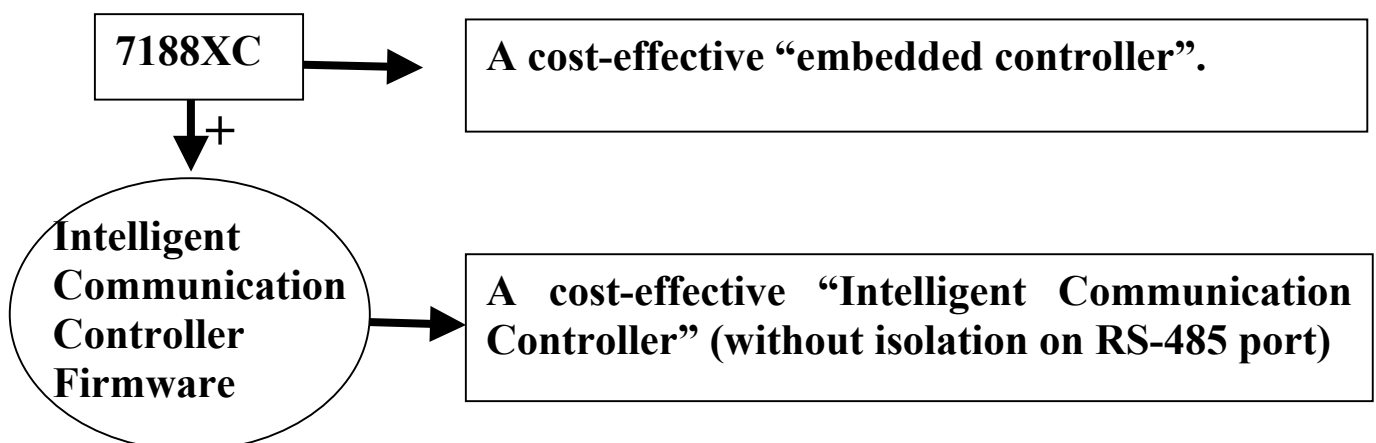 7188XC
A cost-effective “embedded controller”.
+
Intelligent
Communication
Controller
Firmware
A cost-effective “Intelligent Communication
Controller” (without isolation on RS-485 port)